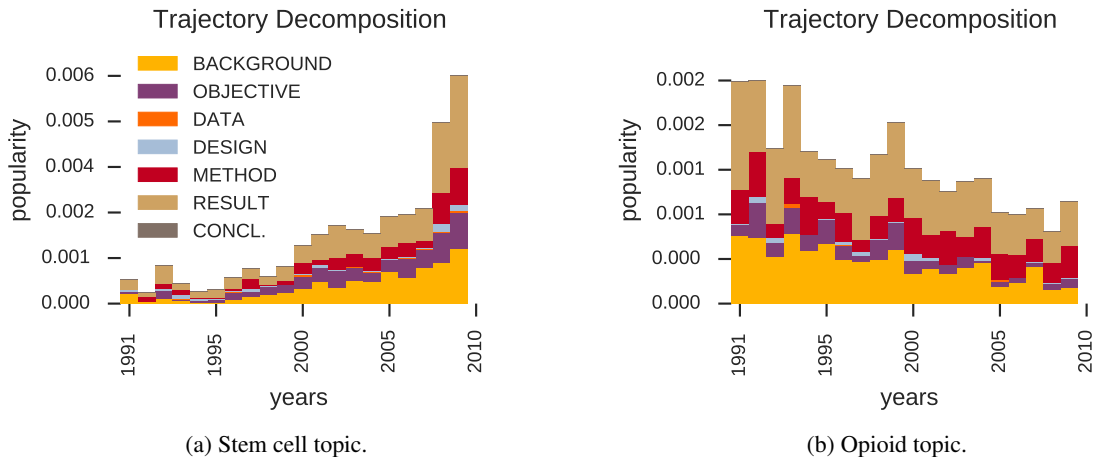 Trajectory Decomposition
popularity
0.006
0.005
0.004
0.002
0.001
0.000
BACKGROUND
OBJECTIVE
DATA
DESIGN
METHOD
RESULT
CONCL.
1991
1995
2000
2005
2010
years
(a) Stem cell topic.
Trajectory Decomposition
popularity
0.002
0.002
0.001
0.001
0.000
0.000
1991
1995
2000
2005
2010
years
(b) Opioid topic.